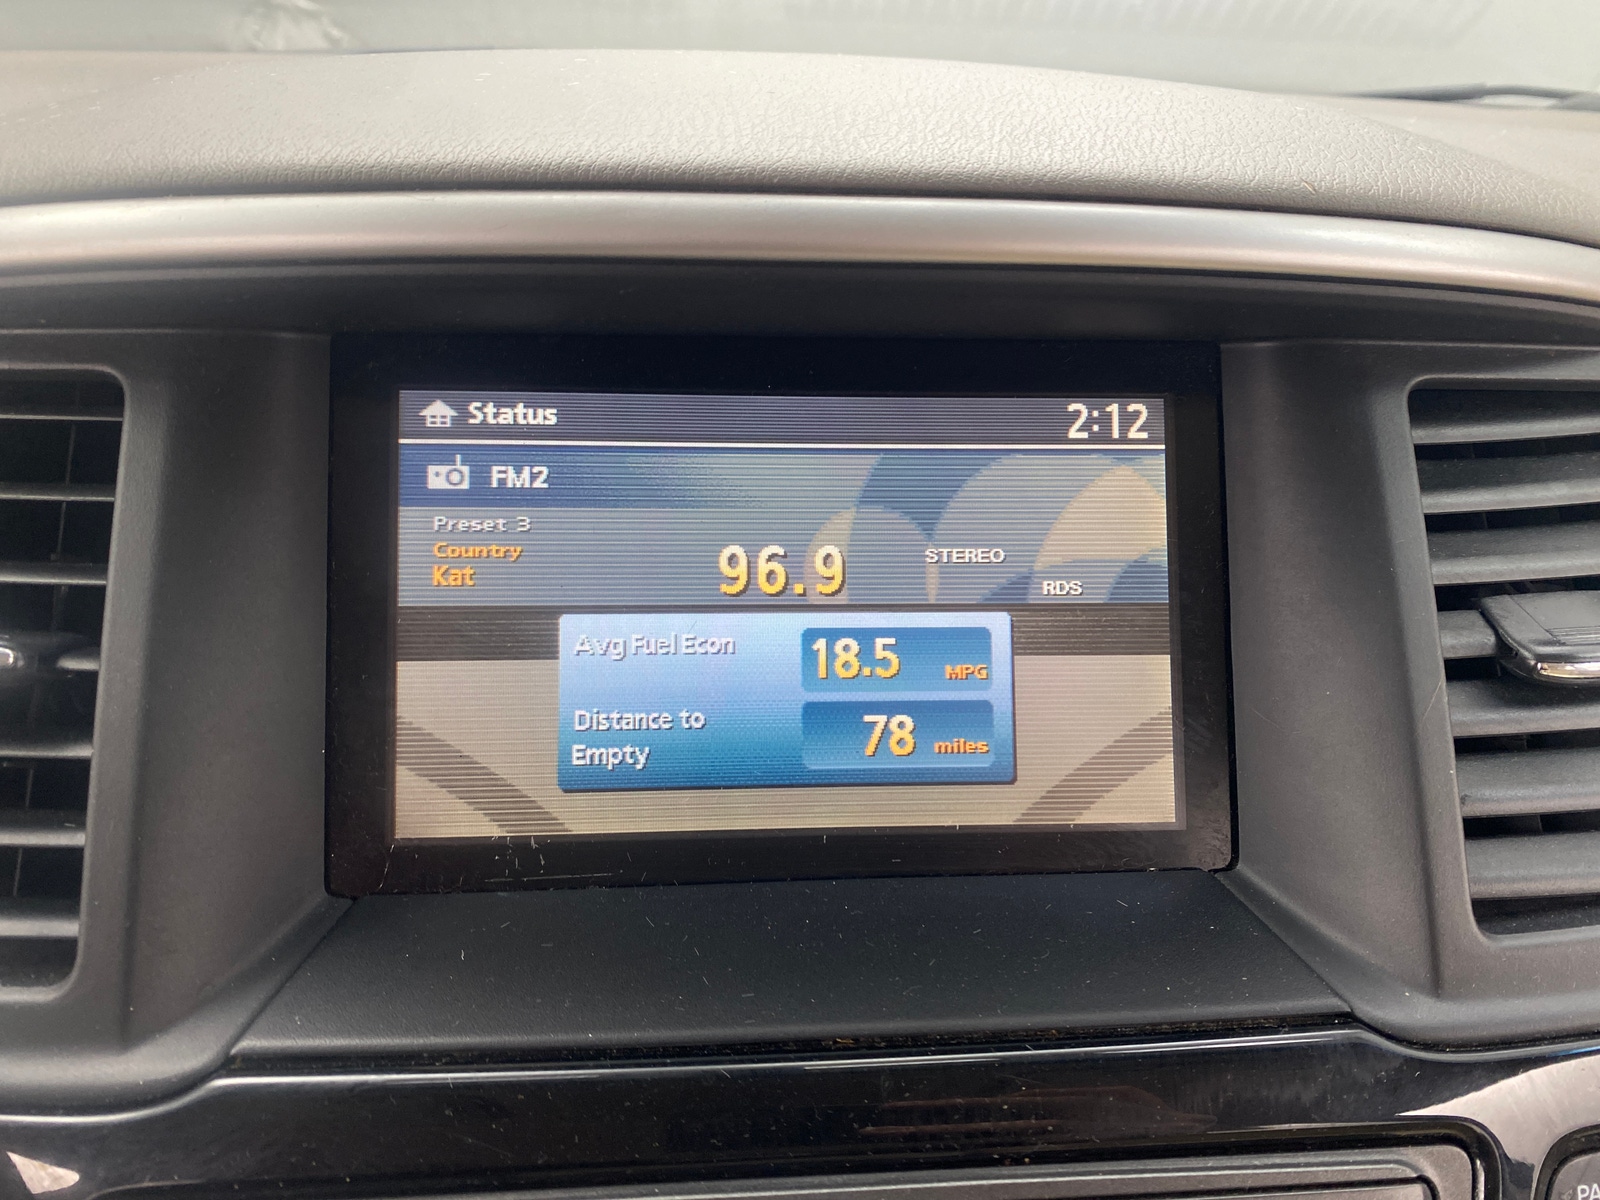 Status
2:12
FM2
Preset 3
Country
Kat
96.9
STEREO
RDS
Avg Fuel Econ
18.5 MPG
Distance to
Empty
78 miles